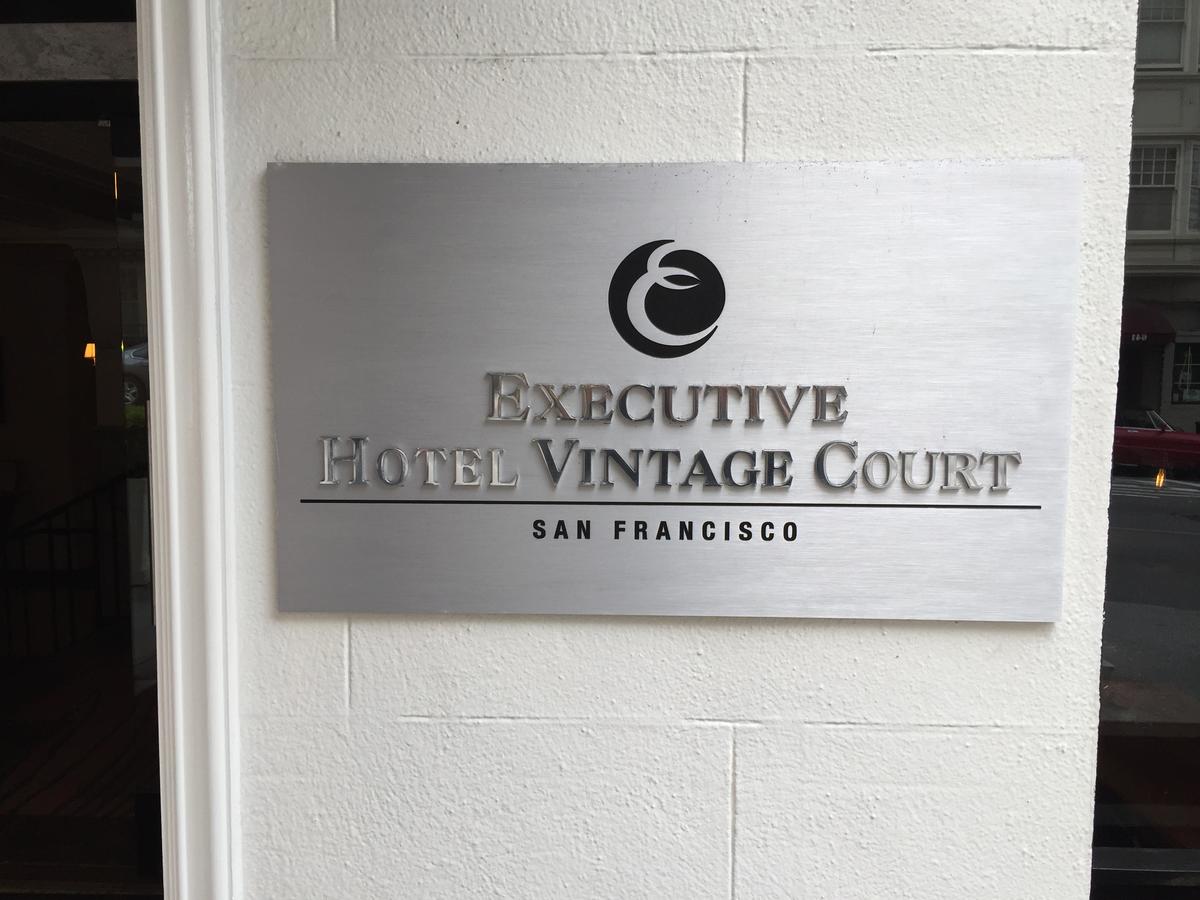 Executive
Hotel Vintage Court
SAN FRANCISCO